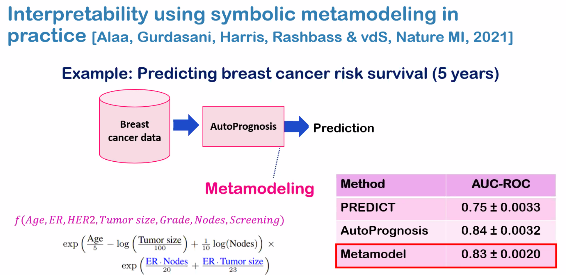 Interpretability using symbolic metamodeling in
practice [Alaa, Gurdasani, Harris, Rashbass & vdS, Nature MI, 2021]
Example: Predicting breast cancer risk survival (5 years)
Breast
cancer data
AutoPrognosis
Prediction
Metamodeling
f(Age, ER, HER2, Tumor size, Grade, Nodes, Screening)
exp(Age/5 − log(Tumor size/100) + 1/10 log(Nodes)) ×
exp(ER·Nodes/20 + ER·Tumor size/23)
Method AUC-ROC
PREDICT 0.75 ± 0.0033
AutoPrognosis 0.84 ± 0.0032
Metamodel 0.83 ± 0.0020